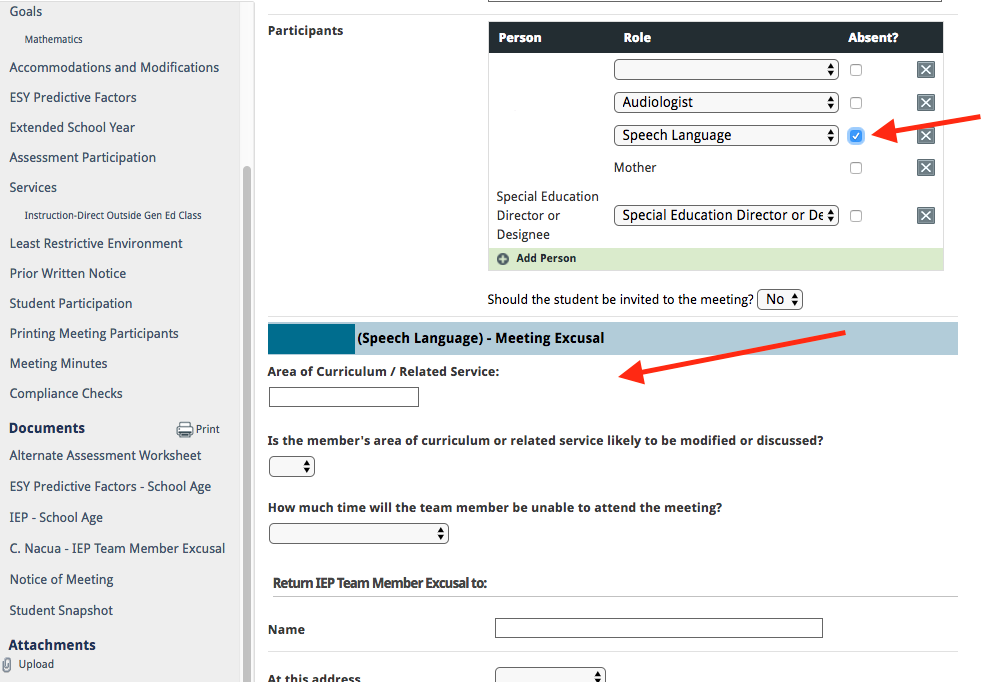 Goals
Mathematics
Accommodations and Modifications
ESY Predictive Factors
Extended School Year
Assessment Participation
Services
Instruction-Direct Outside Gen Ed Class
Least Restrictive Environment
Prior Written Notice
Student Participation
Printing Meeting Participants
Meeting Minutes
Compliance Checks
Documents
Print
Alternate Assessment Worksheet
ESY Predictive Factors - School Age
IEP - School Age
C. Nacua - IEP Team Member Excusal
Notice of Meeting
Student Snapshot
Attachments
Upload
Participants
Person Role Absent?
Audiologist
Speech Language
Mother
Special Education
Director or
Designee
Special Education Director or De
Add Person
Should the student be invited to the meeting? No
(Speech Language) - Meeting Excusal
Area of Curriculum / Related Service:
Is the member's area of curriculum or related service likely to be modified or discussed?
How much time will the team member be unable to attend the meeting?
Return IEP Team Member Excusal to:
Name
At this address